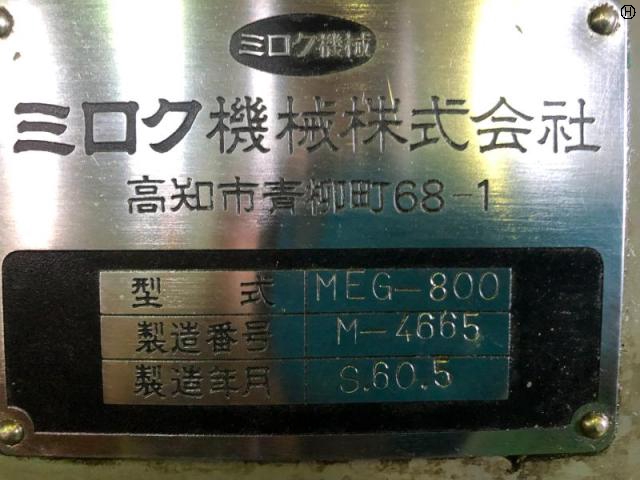 ミロク機械
ミロク機械株式会社
高知市青柳町68-1
型式 MEG-800
製造番号 M-4665
製造年月 S.60.5
H